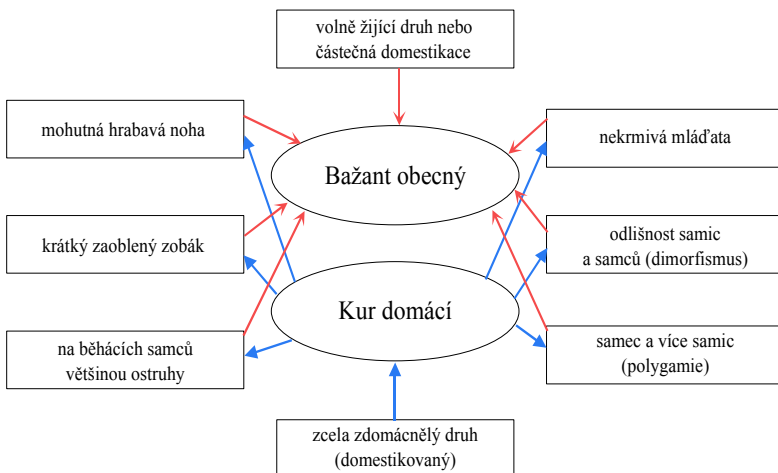 volně žijící druh nebo
částečná domestikace
mohutná hrabavá noha
nekrmivá mláďata
Bažant obecný
krátký zaoblený zobák
odlišnost samic
a samců (dimorfismus)
Kur domácí
na běhácích samců
většinou ostruhy
samec a více samic
(polygamie)
zcela zdomácnělý druh
(domestikovaný)